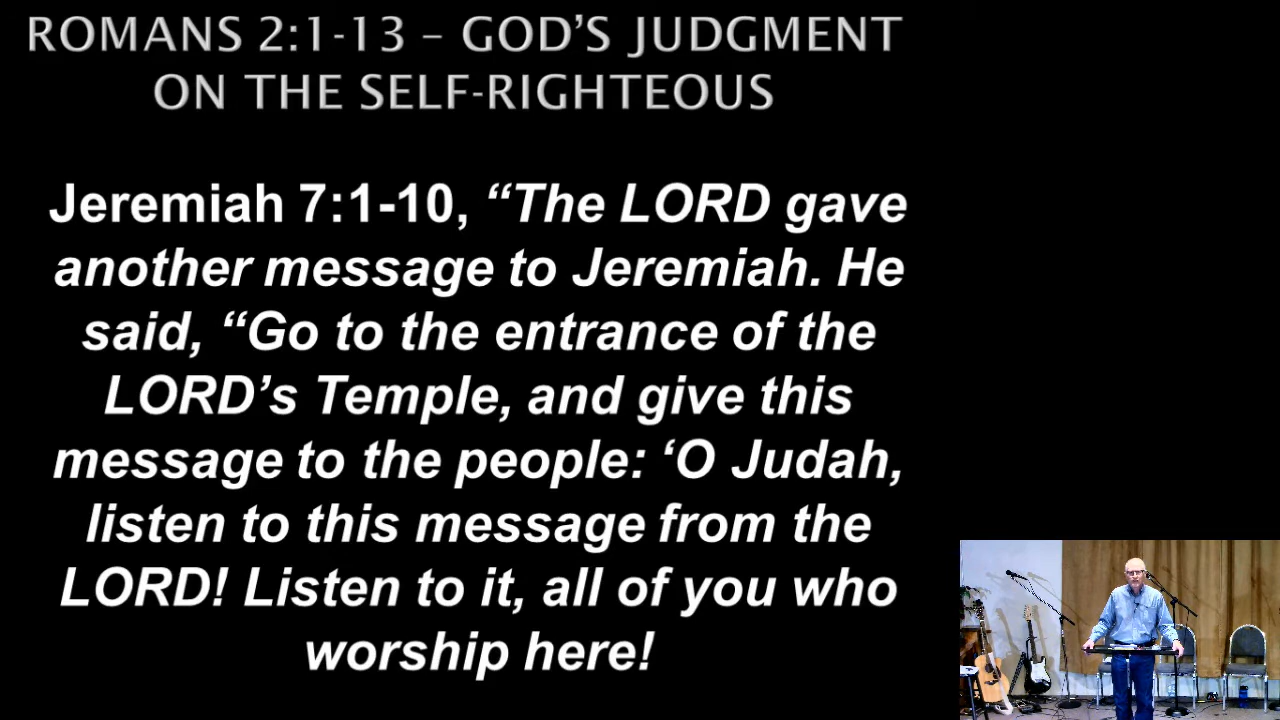 ROMANS 2:1-13 – GOD’S JUDGMENT
ON THE SELF-RIGHTEOUS
Jeremiah 7:1-10, “The LORD gave
another message to Jeremiah. He
said, “Go to the entrance of the
LORD’s Temple, and give this
message to the people: ‘O Judah,
listen to this message from the
LORD! Listen to it, all of you who
worship here!